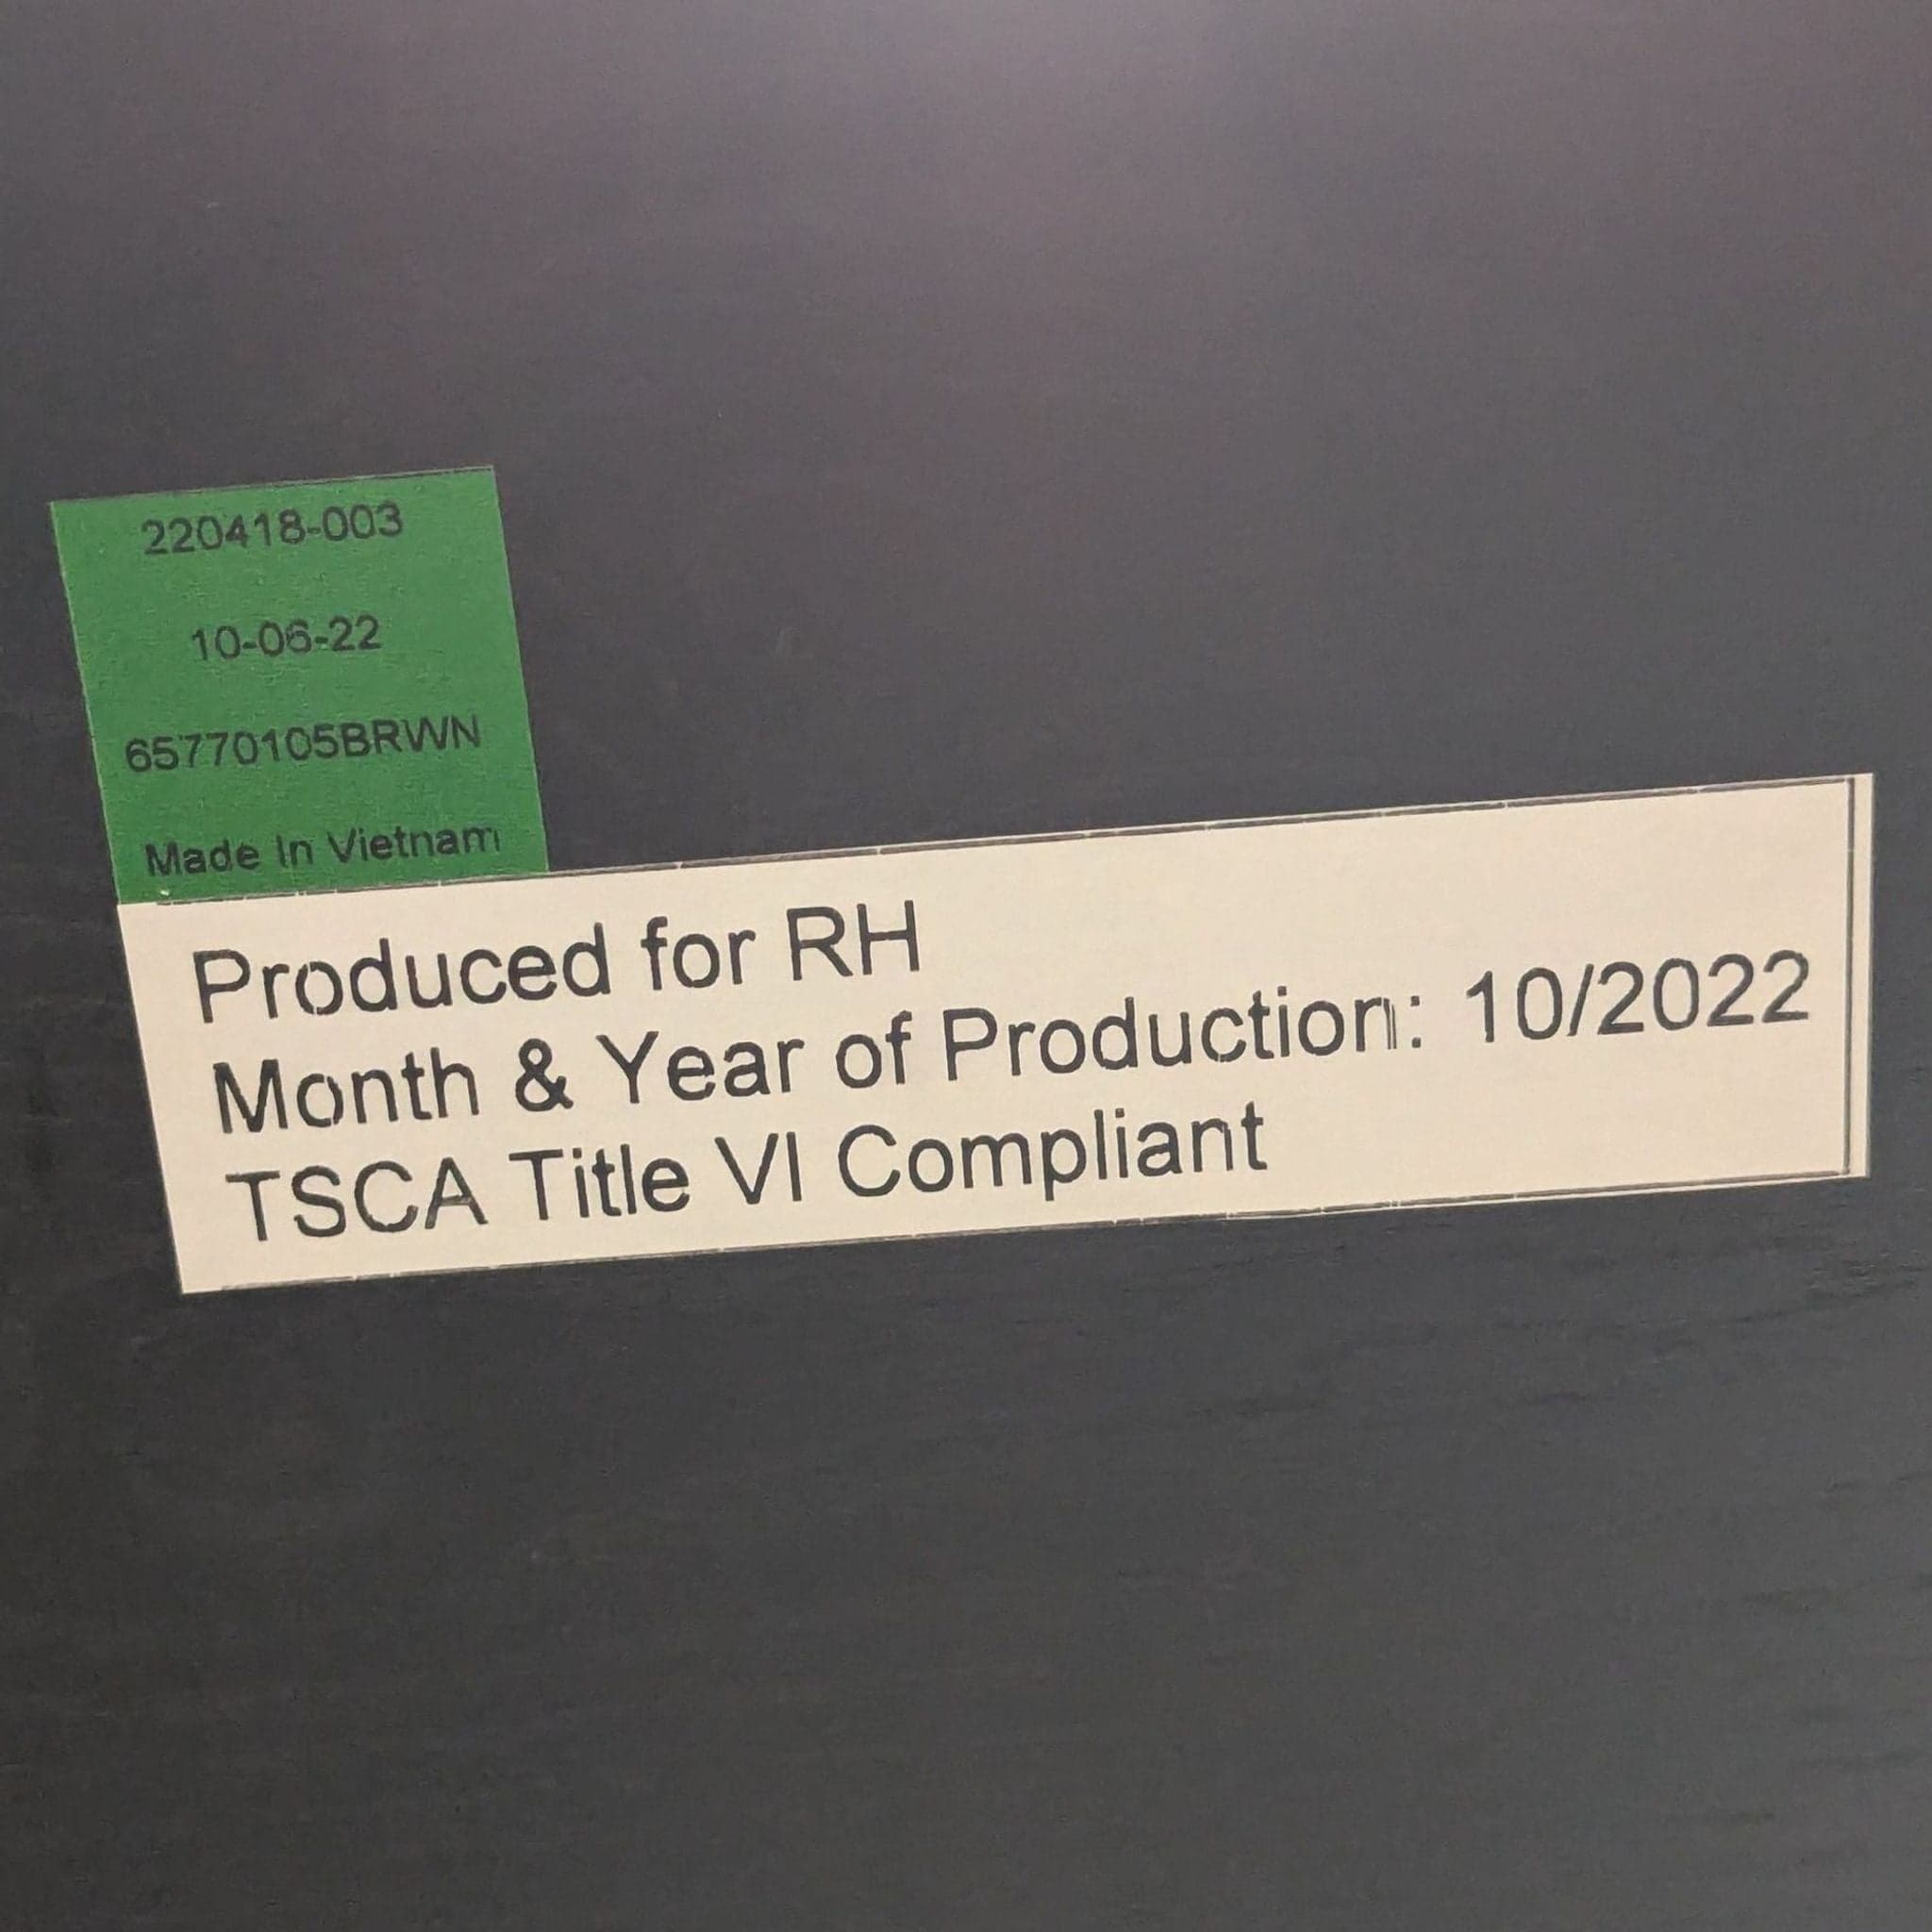 220418-003
10-06-22
65770105BRWN
Made In Vietnam
Produced for RH
Month & Year of Production: 10/2022
TSCA Title VI Compliant